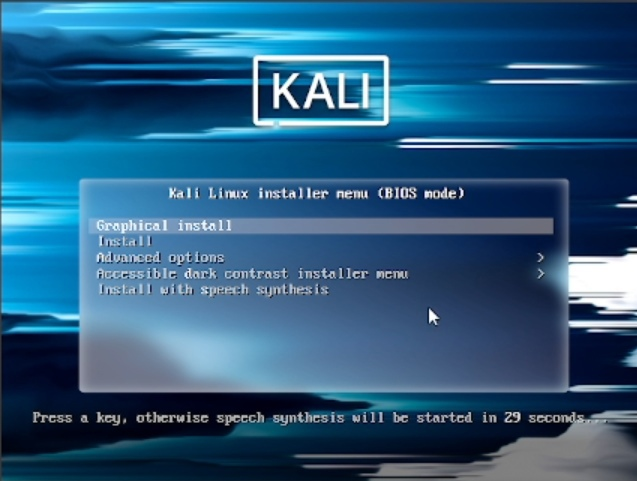 KALI
Kali Linux installer menu (BIOS mode)
Graphical install
Install
Advanced options >
Accessible dark contrast installer menu >
Install with speech synthesis
Press a key, otherwise speech synthesis will be started in 29 seconds...